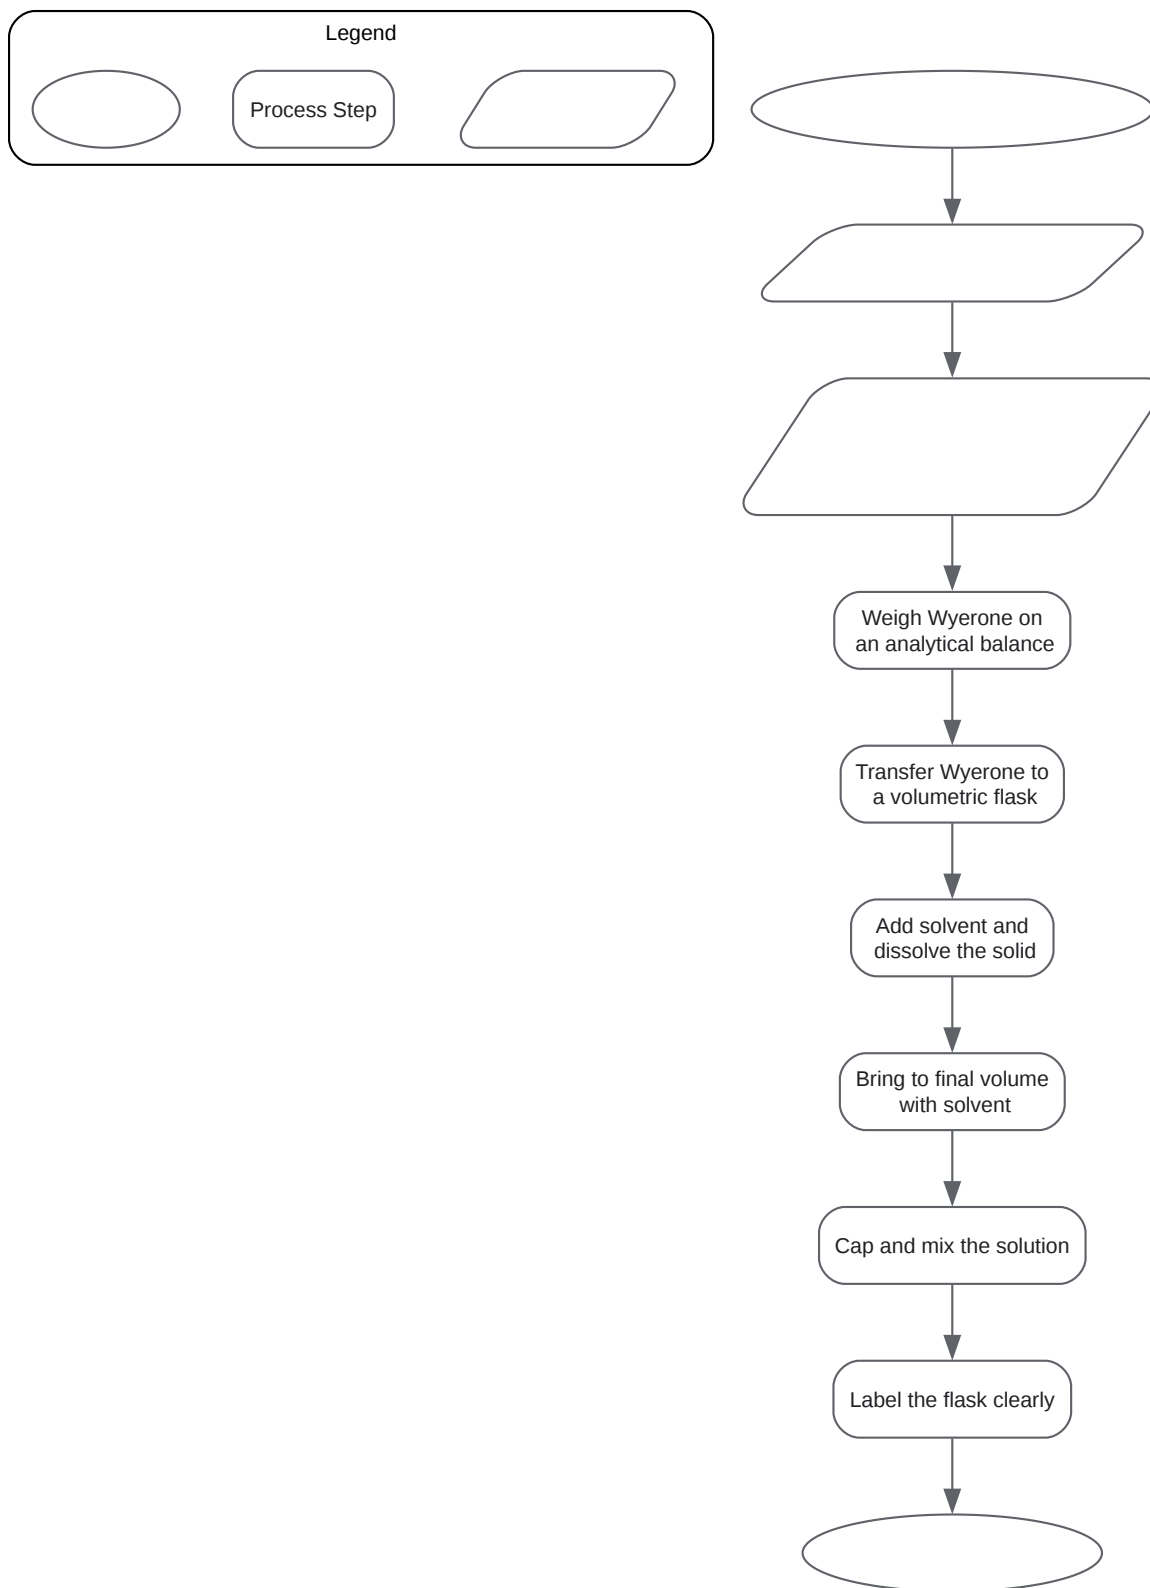 Legend
Process Step
Weigh Wyerone on
an analytical balance
Transfer Wyerone to
a volumetric flask
Add solvent and
dissolve the solid
Bring to final volume
with solvent
Cap and mix the solution
Label the flask clearly